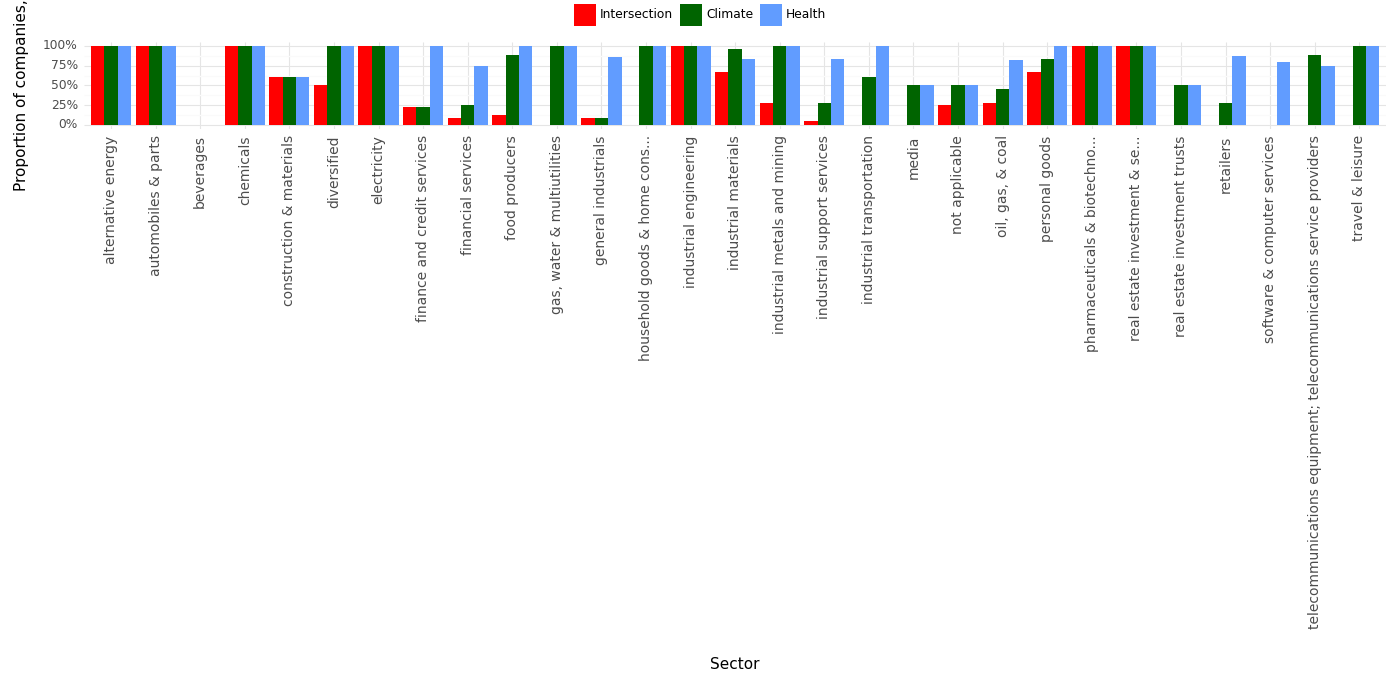 Intersection Climate Health
Proportion of companies,
100%
75%
50%
25%
0%
alternative energy
automobiles & parts
beverages
chemicals
construction & materials
diversified
electricity
finance and credit services
financial services
food producers
gas, water & multiutilities
general industrials
household goods & home cons...
industrial engineering
industrial materials
industrial metals and mining
industrial support services
industrial transportation
media
not applicable
oil, gas, & coal
personal goods
pharmaceuticals & biotechno...
real estate investment & se...
real estate investment trusts
retailers
software & computer services
telecommunications equipment; telecommunications service providers
travel & leisure
Sector